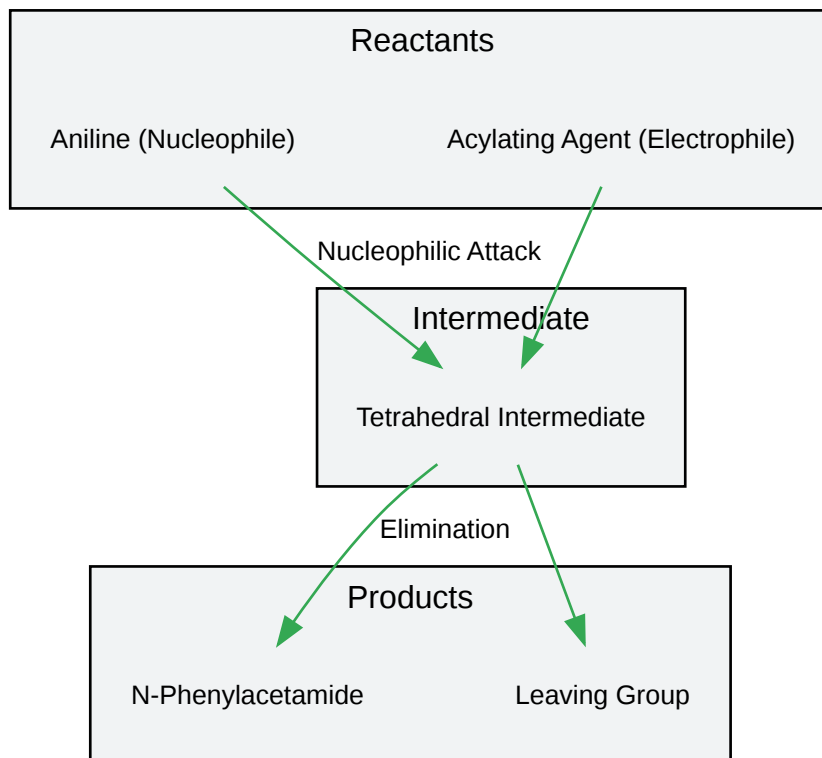 Reactants
Aniline (Nucleophile)
Acylating Agent (Electrophile)
Nucleophilic Attack
Intermediate
Tetrahedral Intermediate
Elimination
Products
N-Phenylacetamide
Leaving Group